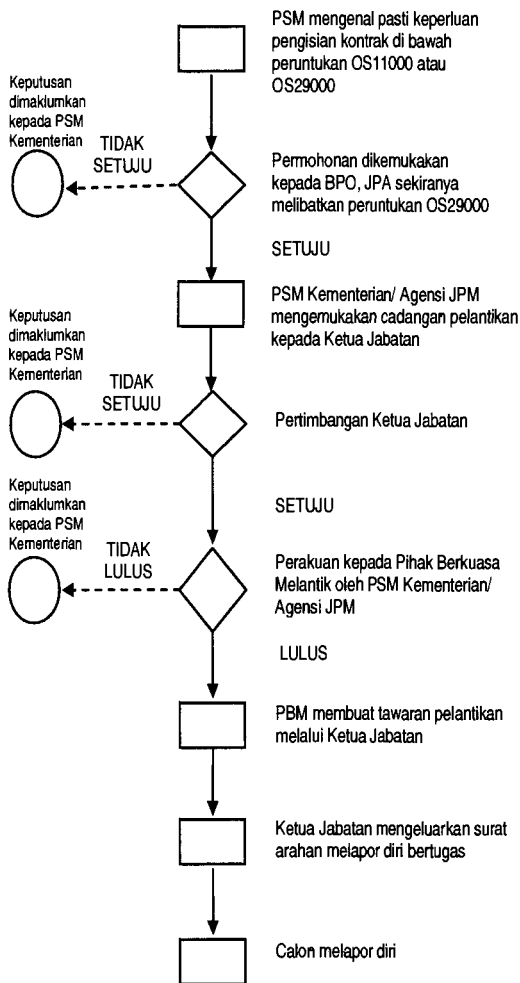 PSM mengenal pasti keperluan
pengisian kontrak di bawah
peruntukan OS11000 atau
OS29000
Keputusan
dimaklumkan
kepada PSM
Kementerian
TIDAK
SETUJU
Permohonan dikemukakan
kepada BPO, JPA sekiranya
melibatkan peruntukan OS29000
SETUJU
PSM Kementerian/ Agensi JPM
mengemukakan cadangan pelantikan
kepada Ketua Jabatan
Keputusan
dimaklumkan
kepada PSM
Kementerian
TIDAK
SETUJU
Pertimbangan Ketua Jabatan
SETUJU
Keputusan
dimaklumkan
kepada PSM
Kementerian
TIDAK
LULUS
Perakuan kepada Pihak Berkuasa
Melantik oleh PSM Kementerian/
Agensi JPM
LULUS
PBM membuat tawaran pelantikan
melalui Ketua Jabatan
Ketua Jabatan mengeluarkan surat
arahan melapor diri bertugas
Calon melapor diri